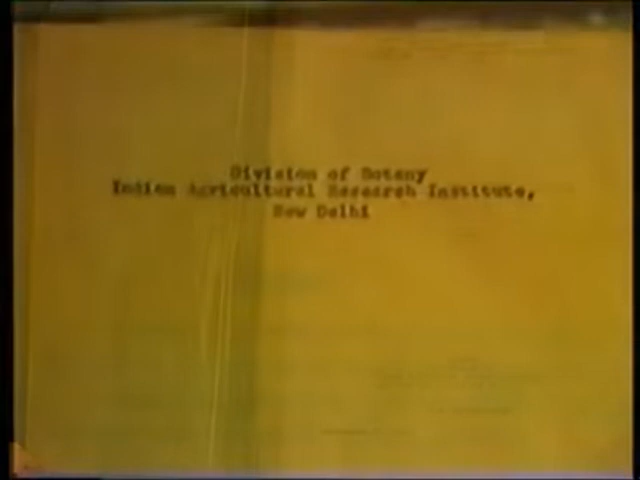 Division of Botany
Indian Agricultural Research Institute,
New Delhi